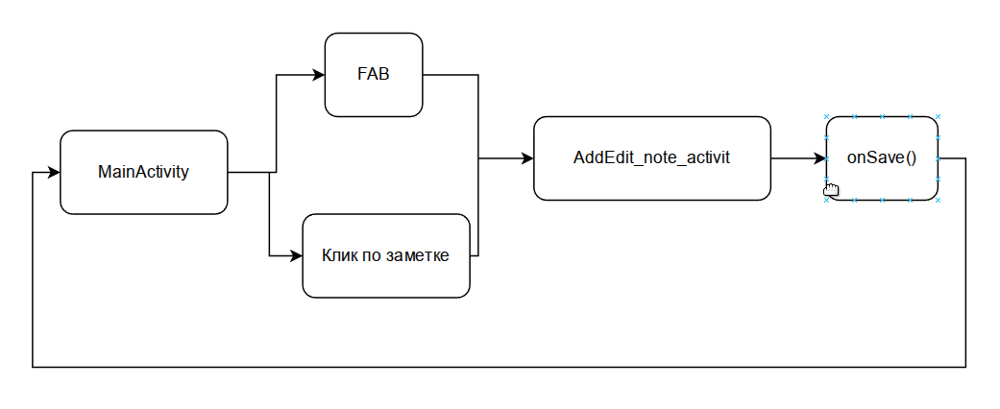 FAB
MainActivity
AddEdit_note_activit
onSave()
Клик по заметке